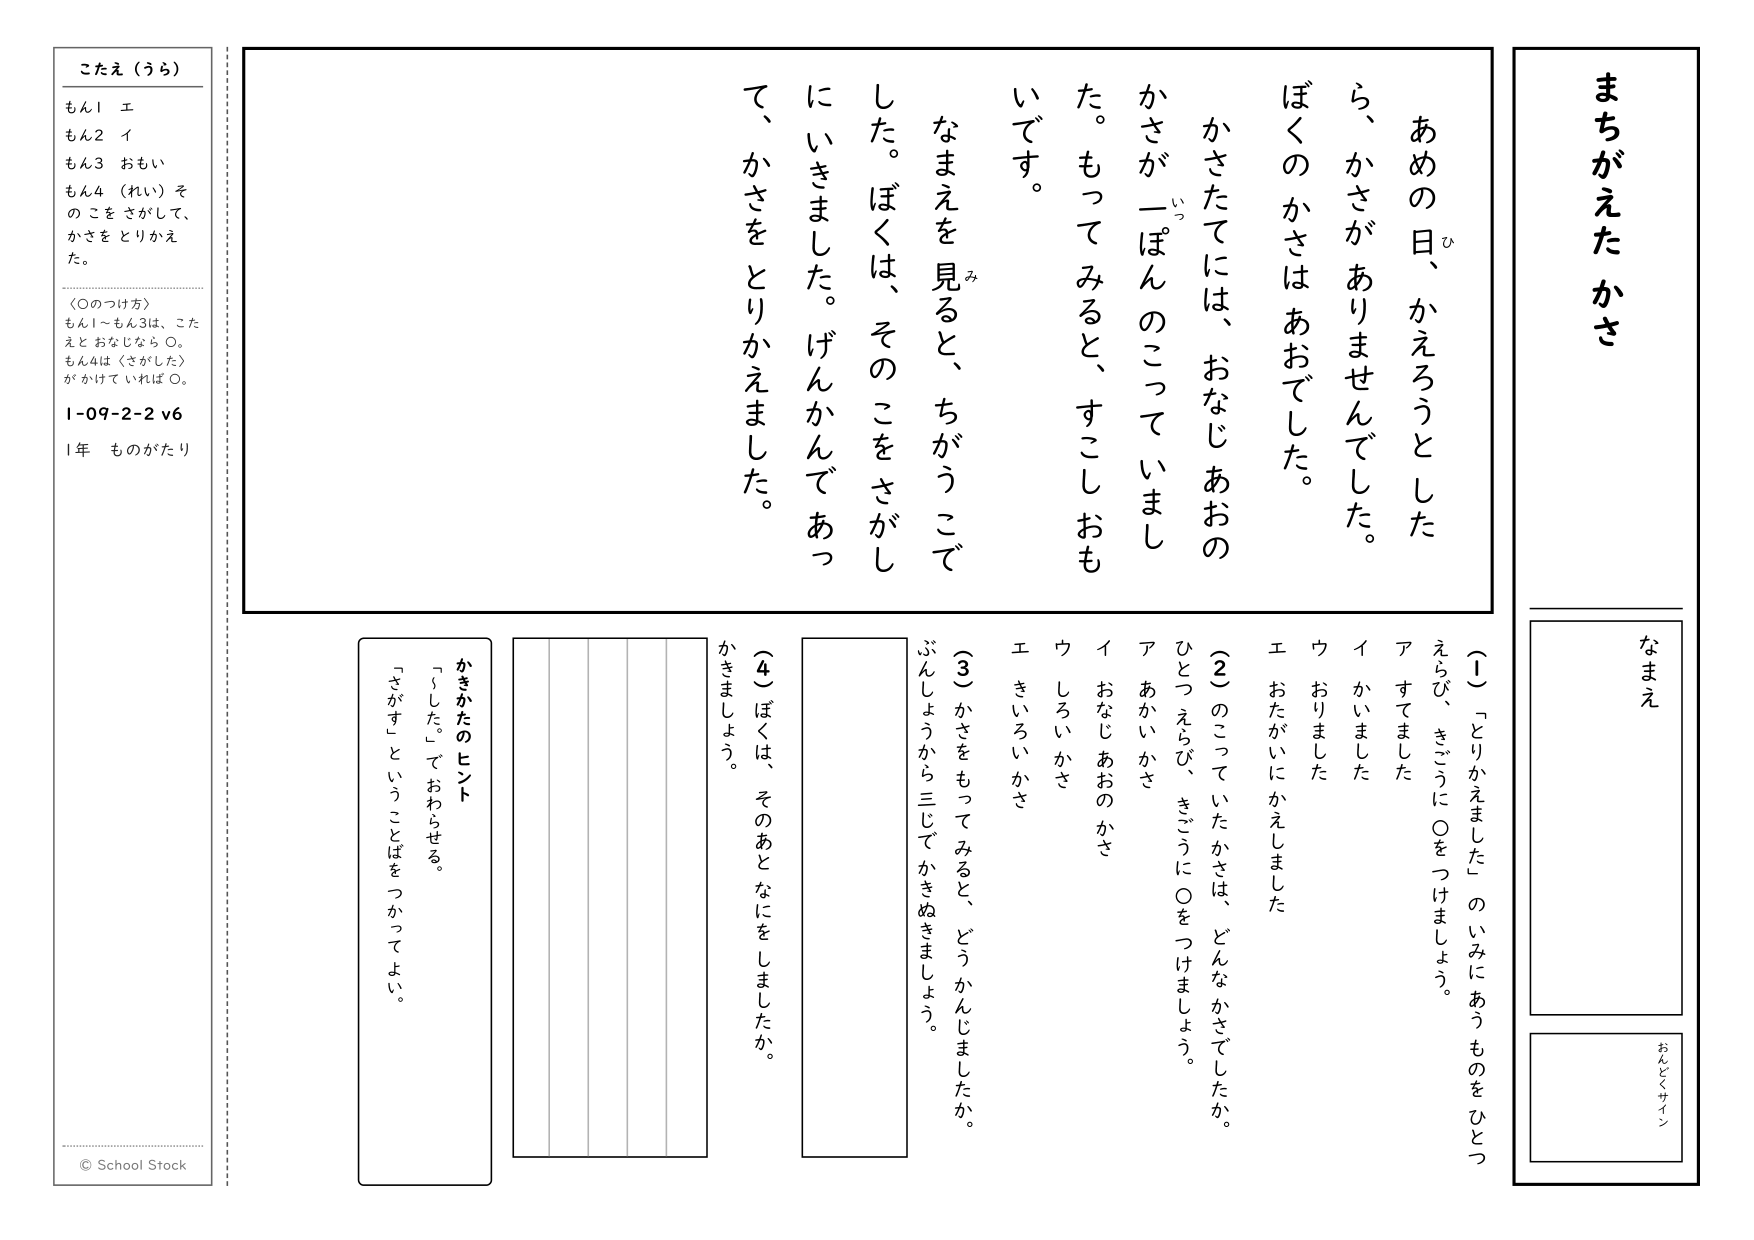 まちがえた かさ
なまえ
おんどくサイン
あめの 日、かえろうと した
ひ
ら、かさが ありませんでした。
ぼくの かさは あおでした。
かさたてには、おなじ あおの
かさが 一ぽん のこって いまし
いっ
た。もって みると、すこし おも
いです。
なまえを 見ると、ちがう こで
み
した。ぼくは、その こを さがし
に いきました。げんかんで あっ
て、かさを とりかえました。
(1)「とりかえました」の いみに あう ものを ひとつ
えらび、きごうに 〇を つけましょう。
ア すてました
イ かいました
ウ おりました
エ おたがいに かえしました
(2) のこって いた かさは、どんな かさでしたか。
ひとつ えらび、きごうに 〇を つけましょう。
ア あかい かさ
イ おなじ あおの かさ
ウ しろい かさ
エ きいろい かさ
(3) かさを もって みると、どう かんじましたか。
ぶんしょうから 三じで かきぬきましょう。
(4) ぼくは、そのあと なにを しましたか。
かきましょう。
かきかたの ヒント
「〜した。」で おわらせる。
「さがす」と いう ことばを つかって よい。
こたえ（うら）
もん1 エ
もん2 イ
もん3 おもい
もん4 （れい）そ
の こを さがして、
かさを とりかえ
た。
〈〇のつけ方〉
もん1〜もん3は、こた
えと おなじなら 〇。
もん4は〈さがした〉
が かけて いれば 〇。
1-09-2-2 v6
1年 ものがたり
© School Stock